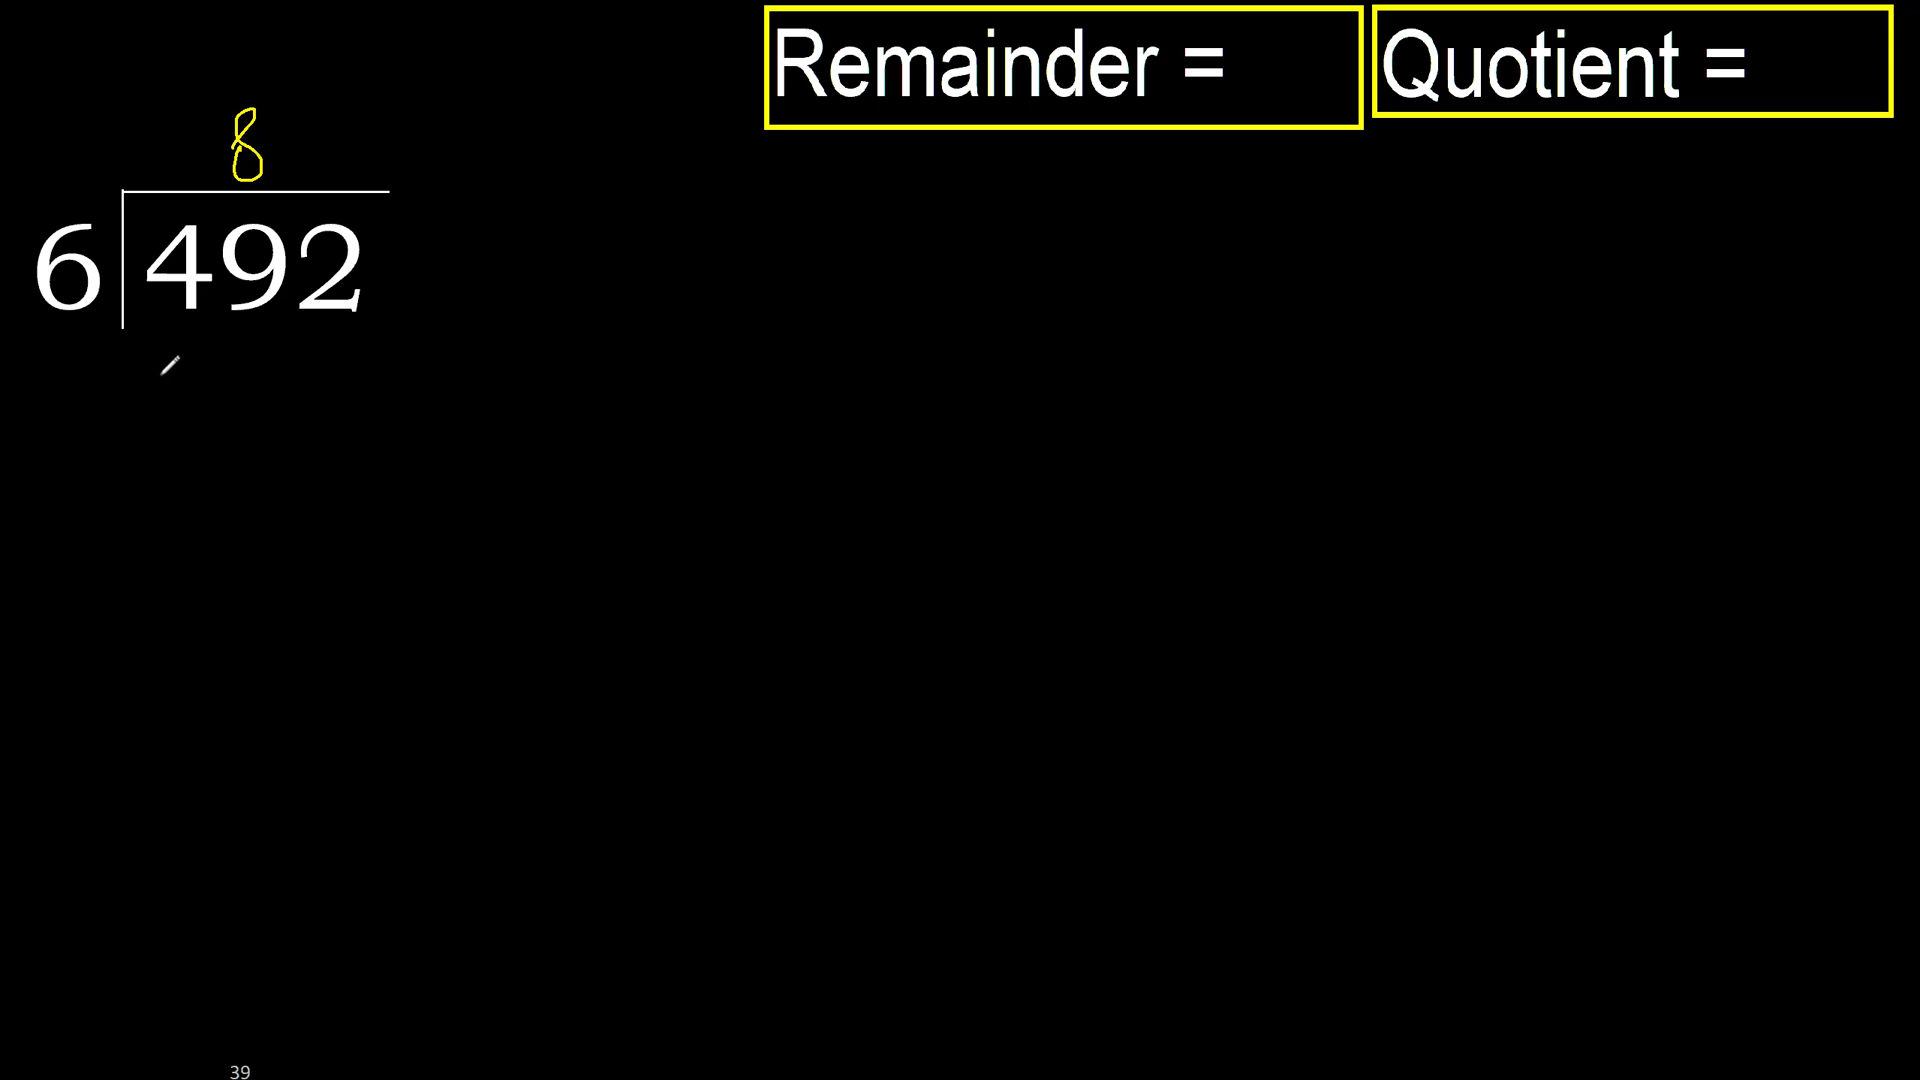 Remainder =
Quotient =
8
6 492
39